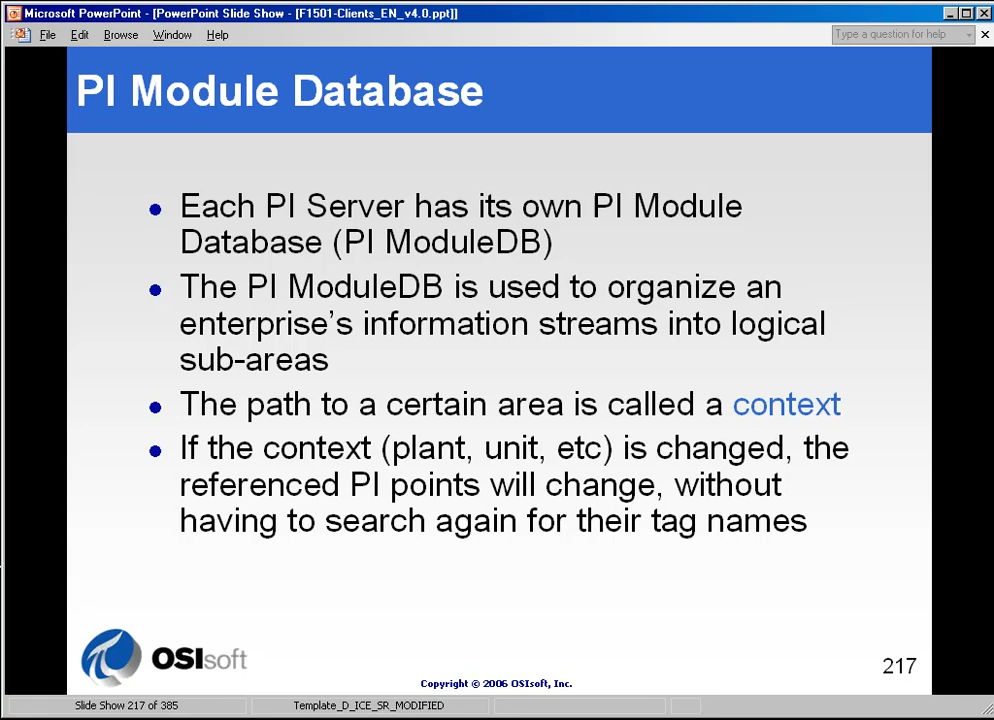 Microsoft PowerPoint - [PowerPoint Slide Show - [F1501-Clients_EN_v4.0.ppt]]
File Edit Browse Window Help
Type a question for help
PI Module Database
Each PI Server has its own PI Module
Database (PI ModuleDB)
The PI ModuleDB is used to organize an
enterprise’s information streams into logical
sub-areas
The path to a certain area is called a context
If the context (plant, unit, etc) is changed, the
referenced PI points will change, without
having to search again for their tag names
OSIsoft
217
Copyright © 2006 OSIsoft, Inc.
Slide Show 217 of 385
Template_D_ICE_SR_MODIFIED